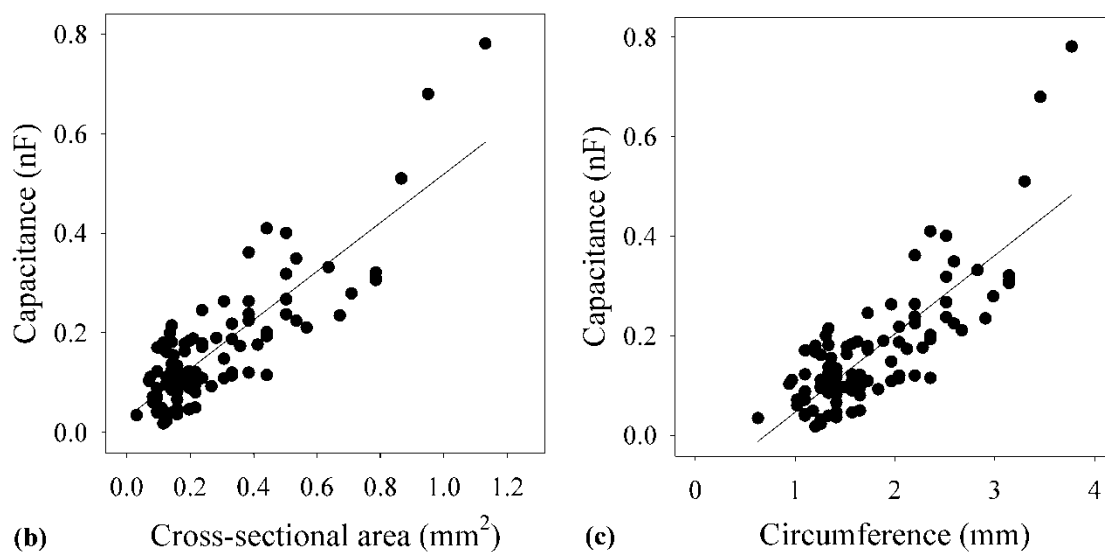 0.8
0.6
0.4
0.2
0.0
Capacitance (nF)
0.0 0.2 0.4 0.6 0.8 1.0 1.2
(b) Cross-sectional area (mm²)
0.8
0.6
0.4
0.2
0.0
Capacitance (nF)
0 1 2 3 4
(c) Circumference (mm)